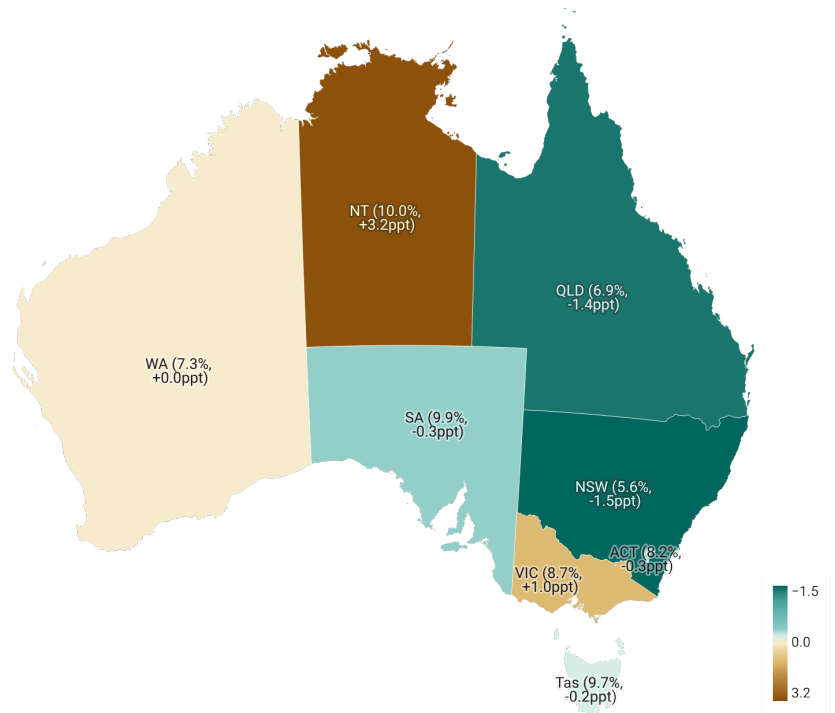 NT (10.0%,
+3.2ppt)
QLD (6.9%,
-1.4ppt)
WA (7.3%,
+0.0ppt)
SA (9.9%,
-0.3ppt)
NSW (5.6%,
-1.5ppt)
ACT (8.2%,
-0.3ppt)
VIC (8.7%,
+1.0ppt)
Tas (9.7%,
-0.2ppt)
−1.5
0.0
3.2